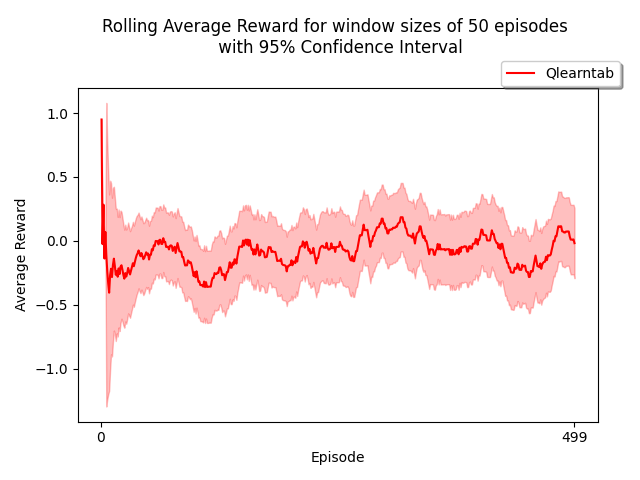 Rolling Average Reward for window sizes of 50 episodes
with 95% Confidence Interval
Qlearntab
1.0
0.5
0.0
−0.5
−1.0
Average Reward
0
499
Episode